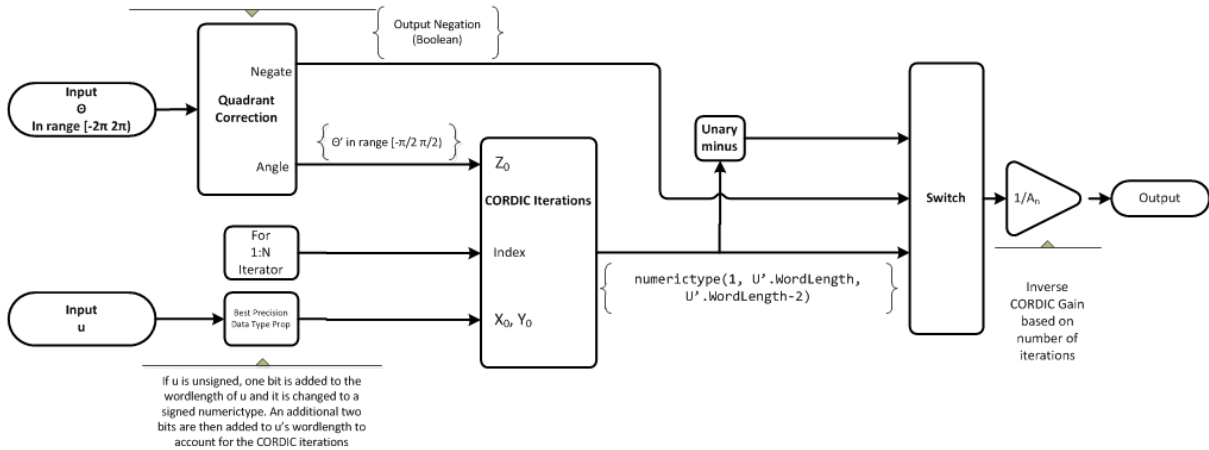 Output Negation
(Boolean)
Negate
Input
Θ
In range [-2π 2π)
Quadrant
Correction
Unary
minus
Θ' in range [-π/2 π/2)
Angle
Z0
CORDIC Iterations
1/An
Output
Switch
For
1:N
Iterator
Index
numerictype(1, U'.WordLength,
U'.WordLength-2)
Input
u
Best Precision
Data Type Prop
X0, Y0
Inverse
CORDIC Gain
based on
number of
iterations
If u is unsigned, one bit is added to the
wordlength of u and it is changed to a
signed numerictype. An additional two
bits are then added to u's wordlength to
account for the CORDIC iterations